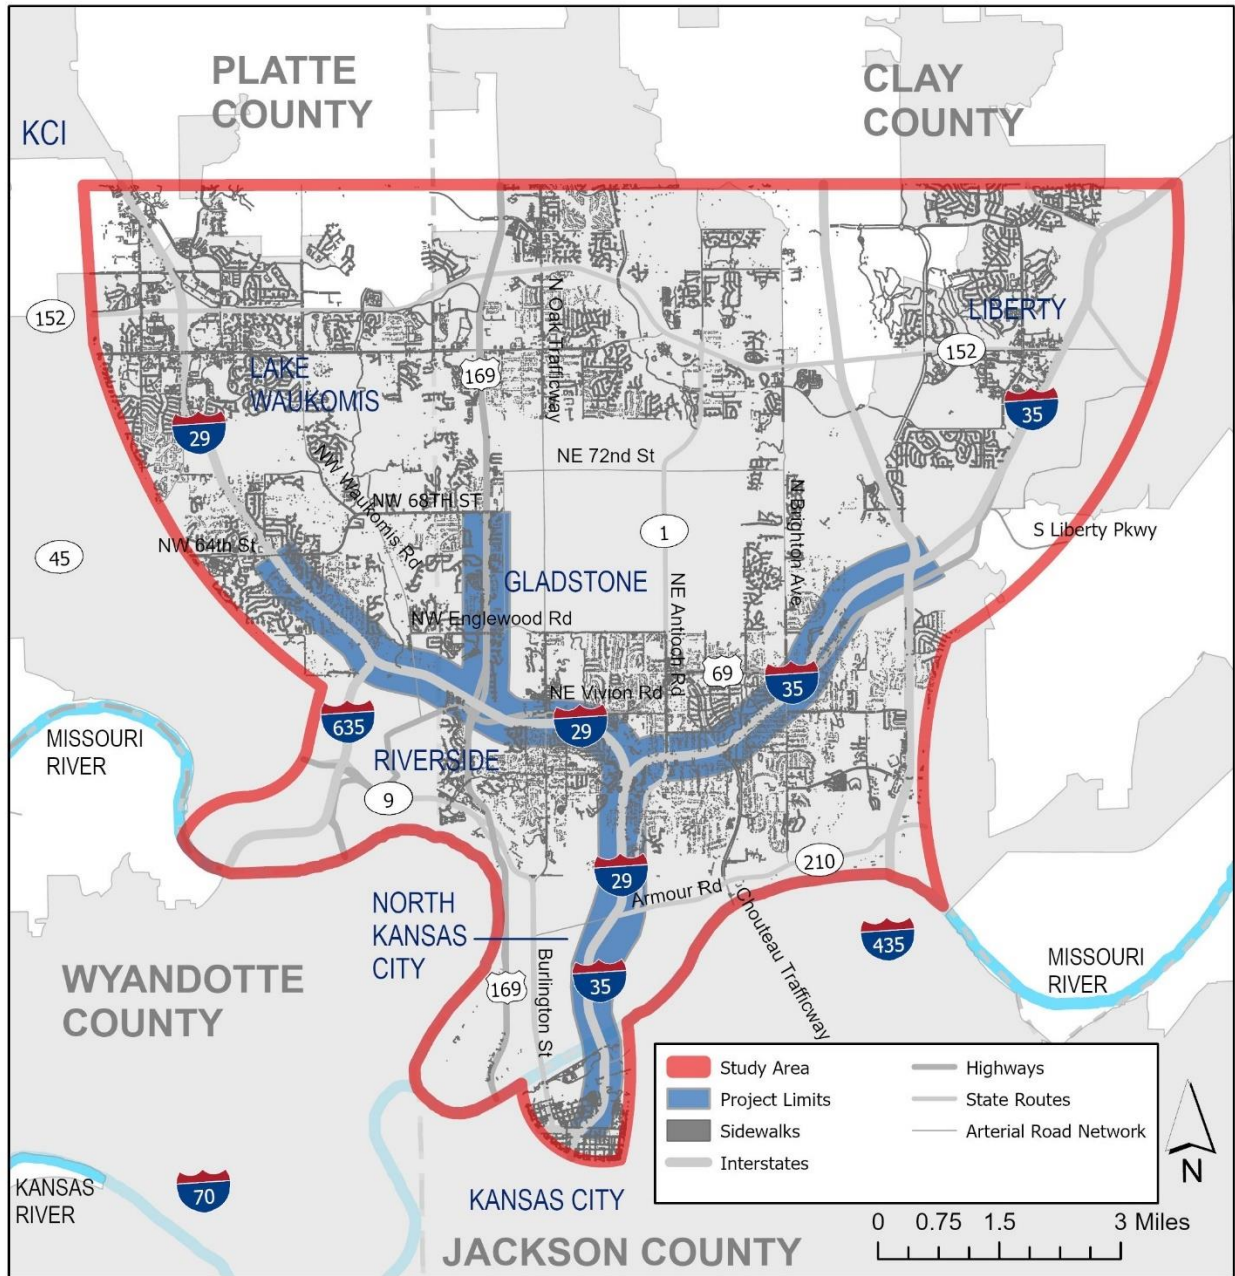 PLATTE
COUNTY
CLAY
COUNTY
KCI
152
LAKE
WAUKOMIS
29
169
N Oak Trafficway
LIBERTY
152
35
NE 72nd St
NW Waukomis Rd
NW 68TH ST
NW 64th St
45
1
N Brighton Ave
S Liberty Pkwy
GLADSTONE
NW Englewood Rd
NE Antioch Rd
69
35
NE Vivion Rd
29
635
MISSOURI
RIVER
RIVERSIDE
9
210
29
Armour Rd
Chouteau Trafficway
NORTH
KANSAS
CITY
435
MISSOURI
RIVER
WYANDOTTE
COUNTY
169
Burlington St
35
Study Area
Project Limits
Sidewalks
Interstates
Highways
State Routes
Arterial Road Network
N
KANSAS
RIVER
70
KANSAS CITY
JACKSON COUNTY
0 0.75 1.5 3 Miles